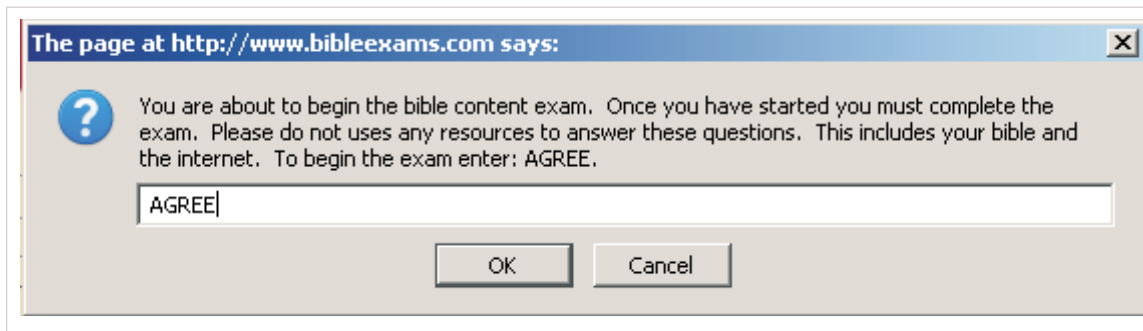 The page at http://www.bibleexams.com says:
You are about to begin the bible content exam. Once you have started you must complete the
exam. Please do not uses any resources to answer these questions. This includes your bible and
the internet. To begin the exam enter: AGREE.
AGREE
OK Cancel